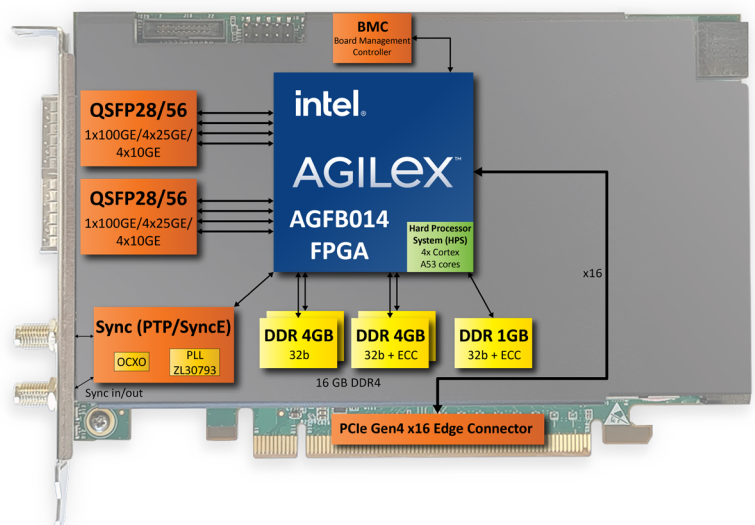 BMC
Board Management
Controller
QSFP28/56
1x100GE/4x25GE/
4x10GE
QSFP28/56
1x100GE/4x25GE/
4x10GE
intel®
AGILEX™
AGFB014
FPGA
Hard Processor
System (HPS)
4x Cortex
A53 cores
x16
Sync (PTP/SyncE)
OCXO
PLL
ZL30793
Sync in/out
DDR 4GB
32b
DDR 4GB
32b + ECC
DDR 1GB
32b + ECC
16 GB DDR4
PCIe Gen4 x16 Edge Connector